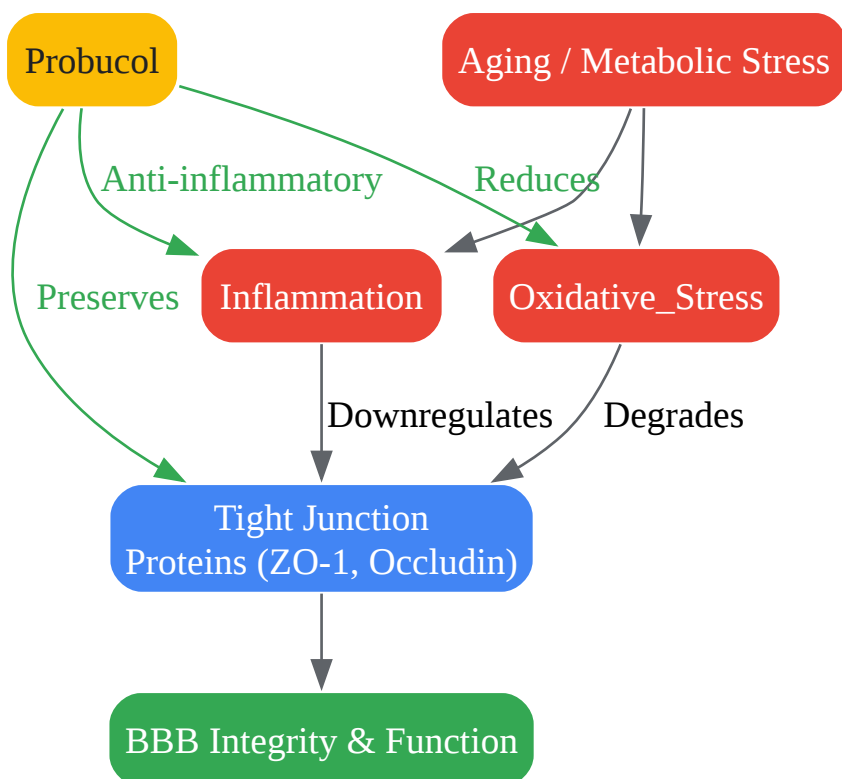 Probucol
Aging / Metabolic Stress
Anti-inflammatory
Reduces
Preserves
Inflammation
Oxidative_Stress
Downregulates
Degrades
Tight Junction
Proteins (ZO-1, Occludin)
BBB Integrity & Function